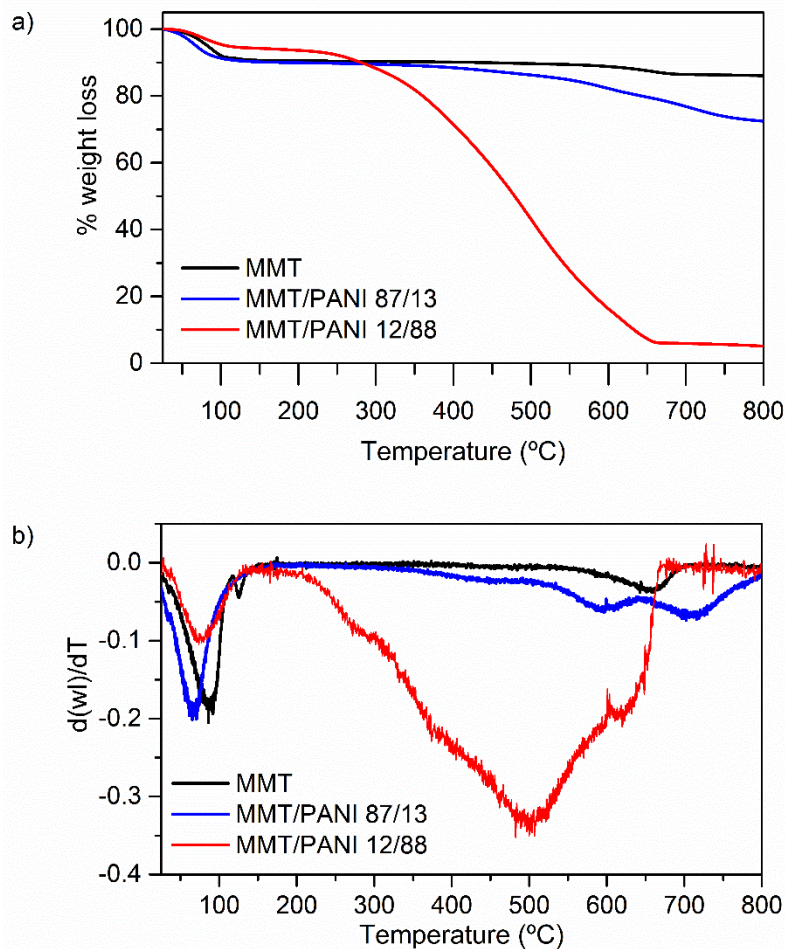 a)
100
80
60
40
20
0
% weight loss
MMT
MMT/PANI 87/13
MMT/PANI 12/88
100 200 300 400 500 600 700 800
Temperature (ºC)
b)
0.0
-0.1
-0.2
-0.3
-0.4
d(wl)/dT
MMT
MMT/PANI 87/13
MMT/PANI 12/88
100 200 300 400 500 600 700 800
Temperature (ºC)